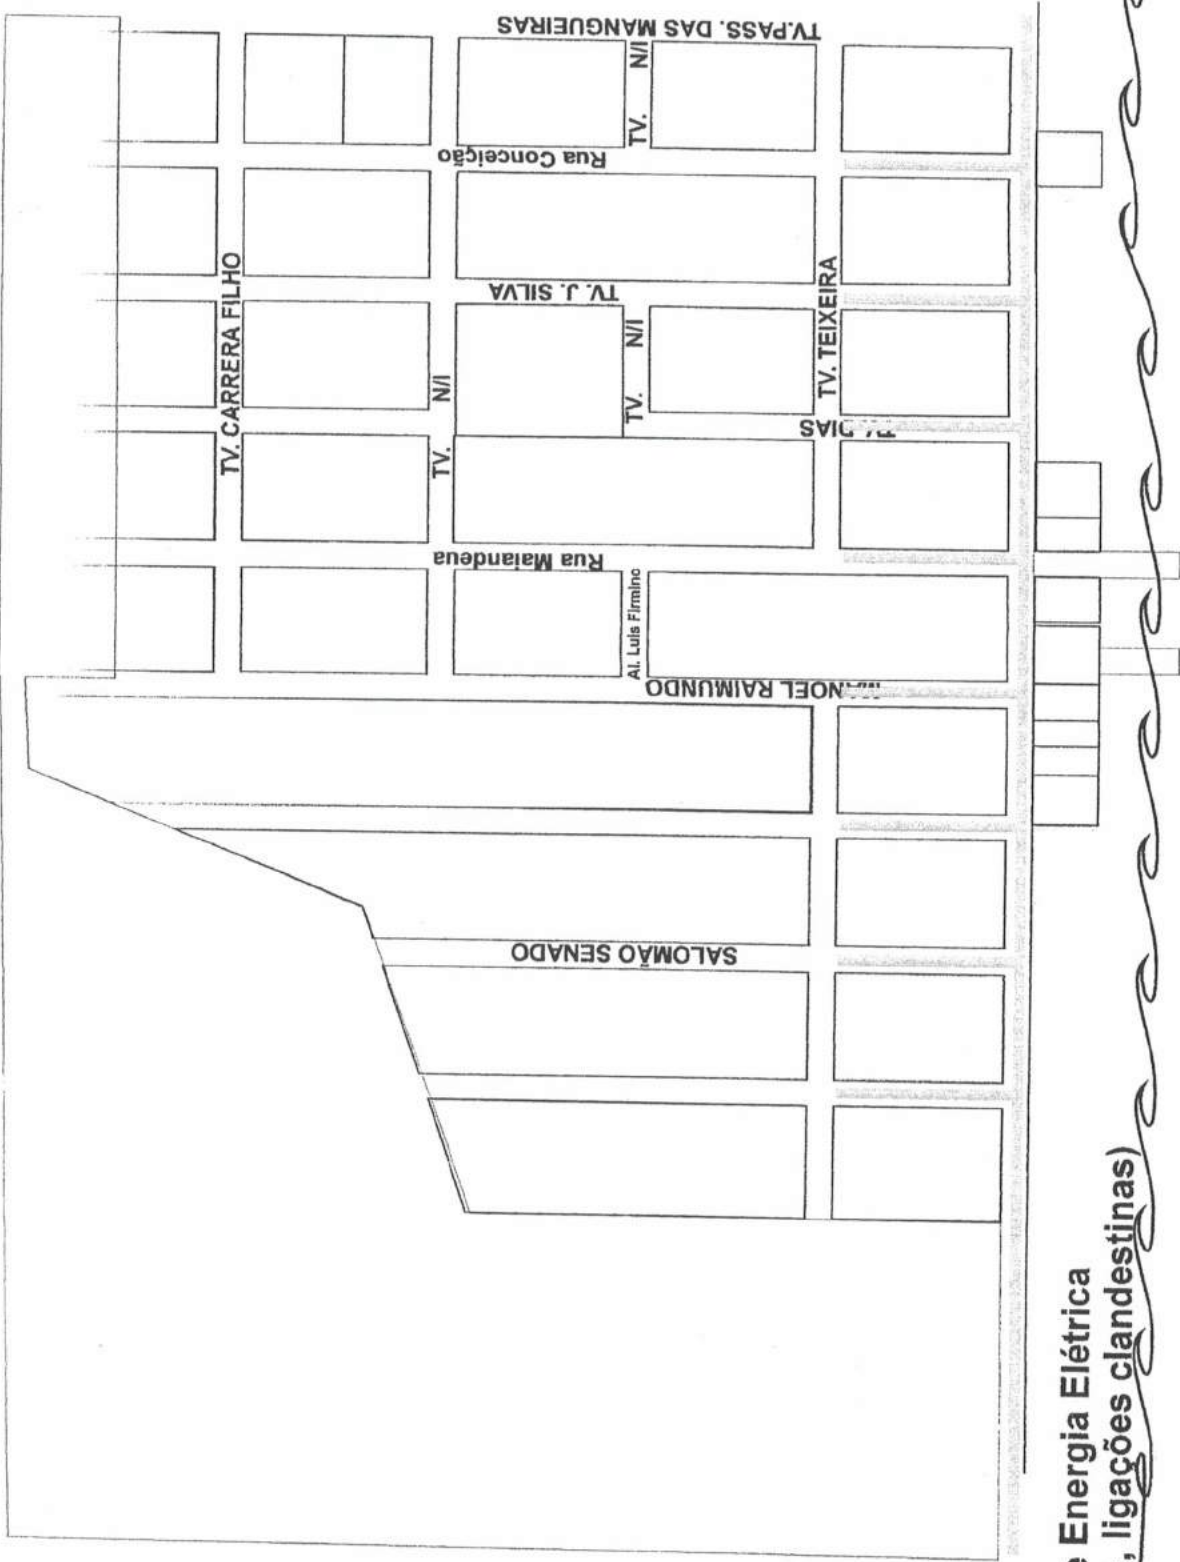 TV.PASS. DAS MANGUEIRAS
TV. N/I
Rua Conceição
TV. CARRERA FILHO
TV. J. SILVA
TV. N/I
TV. TEIXEIRA
TV. N/I
DIAS
Rua Maiandeua
Al. Luis Firmino
RAIMUNDO
SALOMÃO SENADO
Energia Elétrica
, ligações clandestinas)